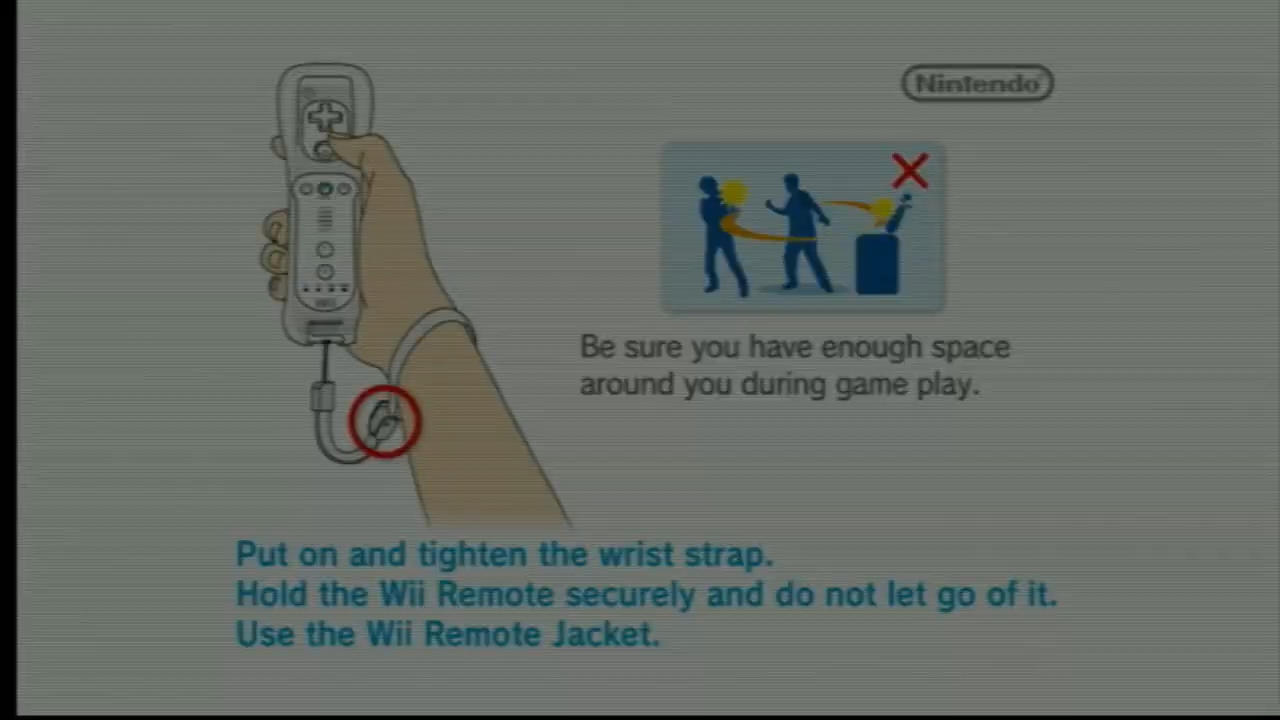 Nintendo
Be sure you have enough space
around you during game play.
Put on and tighten the wrist strap.
Hold the Wii Remote securely and do not let go of it.
Use the Wii Remote Jacket.